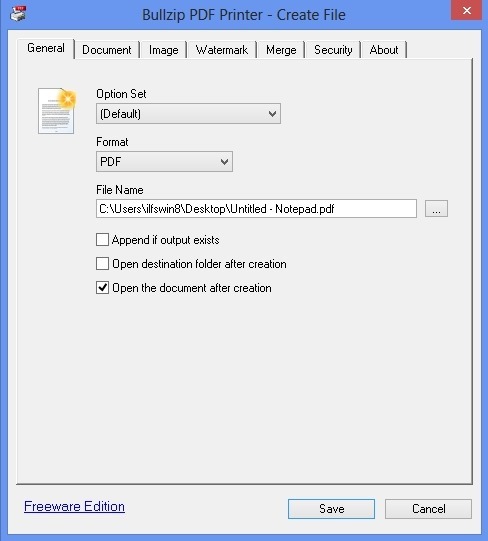 Bullzip PDF Printer - Create File
General Document Image Watermark Merge Security About
Option Set
(Default)
Format
PDF
File Name
C:\Users\ilfswin8\Desktop\Untitled - Notepad.pdf
...
Append if output exists
Open destination folder after creation
Open the document after creation
Freeware Edition Save Cancel